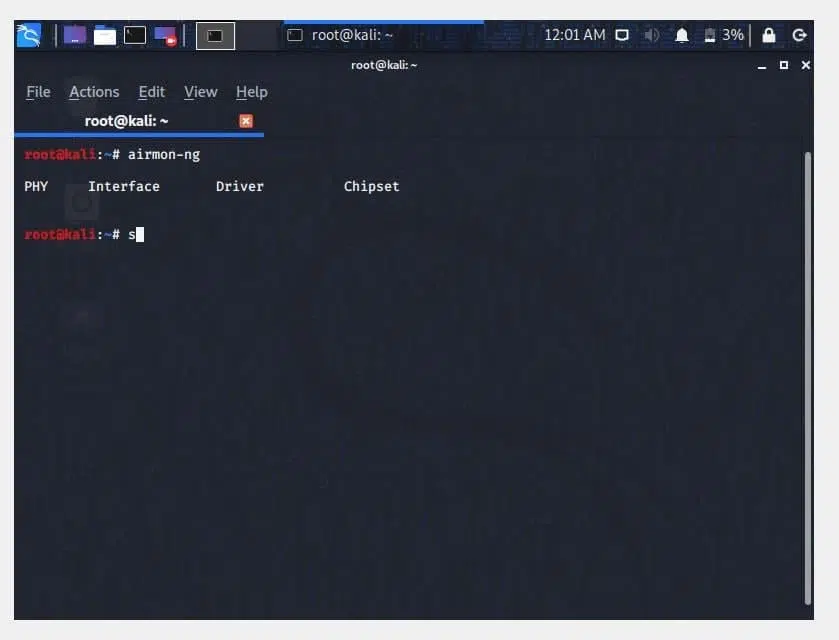 root@kali: ~
12:01 AM
3%
root@kali: ~
File Actions Edit View Help
root@kali: ~
root@kali:~# airmon-ng
PHY Interface Driver Chipset
root@kali:~# s